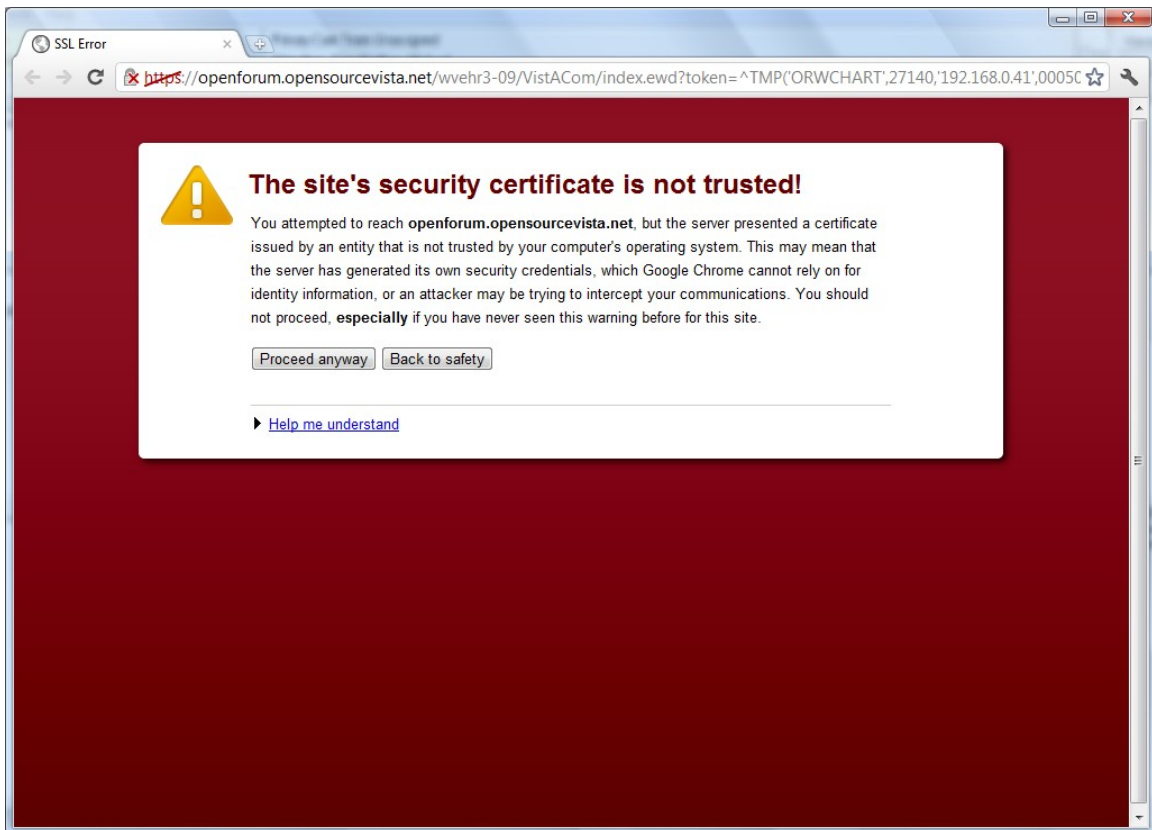 SSL Error
https://openforum.opensourcevista.net/wvehr3-09/VistACom/index.ewd?token=^TMP('ORWCHART',27140,'192.168.0.41',0005C
The site's security certificate is not trusted!
You attempted to reach openforum.opensourcevista.net, but the server presented a certificate
issued by an entity that is not trusted by your computer's operating system. This may mean that
the server has generated its own security credentials, which Google Chrome cannot rely on for
identity information, or an attacker may be trying to intercept your communications. You should
not proceed, especially if you have never seen this warning before for this site.
Proceed anyway Back to safety
Help me understand